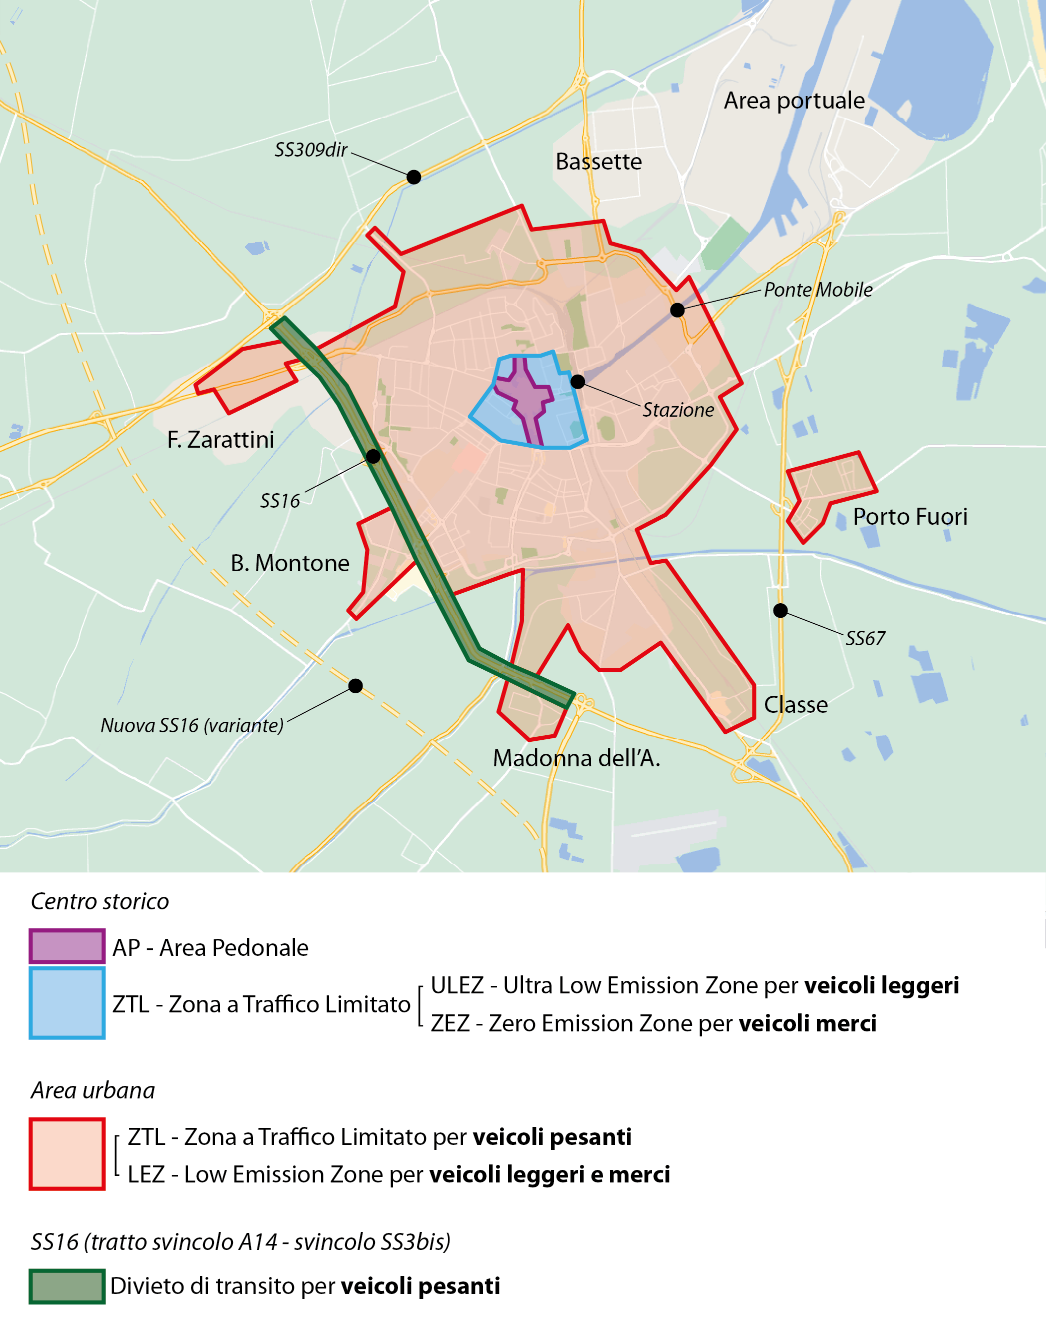 Area portuale
SS309dir
Bassette
Ponte Mobile
Stazione
F. Zarattini
SS16
Porto Fuori
B. Montone
SS67
Classe
Nuova SS16 (variante)
Madonna dell'A.
Centro storico
AP - Area Pedonale
ZTL - Zona a Traffico Limitato
ULEZ - Ultra Low Emission Zone per veicoli leggeri
ZEZ - Zero Emission Zone per veicoli merci
Area urbana
ZTL - Zona a Traffico Limitato per veicoli pesanti
LEZ - Low Emission Zone per veicoli leggeri e merci
SS16 (tratto svincolo A14 - svincolo SS3bis)
Divieto di transito per veicoli pesanti